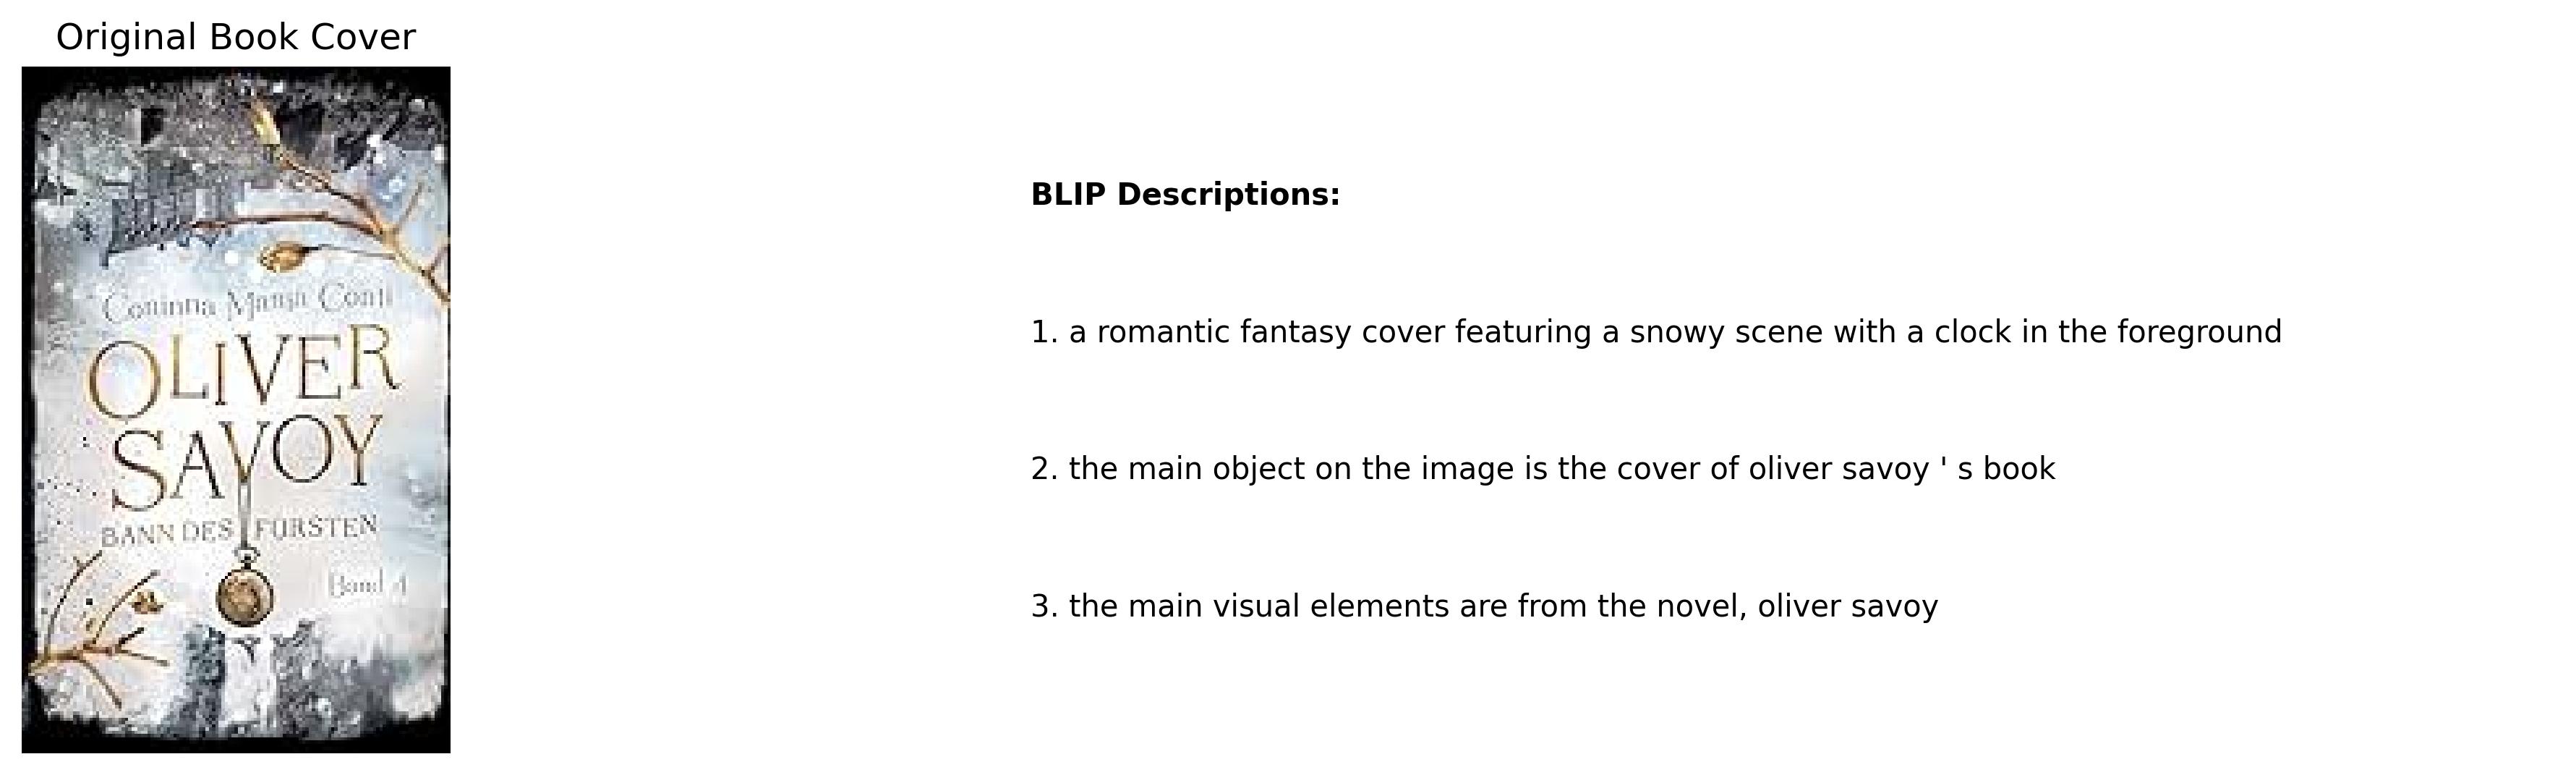 Original Book Cover
Corinna Manja Conti
OLIVER
SAVOY
BANN DES FÜRSTEN
Band 4
BLIP Descriptions:
1. a romantic fantasy cover featuring a snowy scene with a clock in the foreground
2. the main object on the image is the cover of oliver savoy ' s book
3. the main visual elements are from the novel, oliver savoy